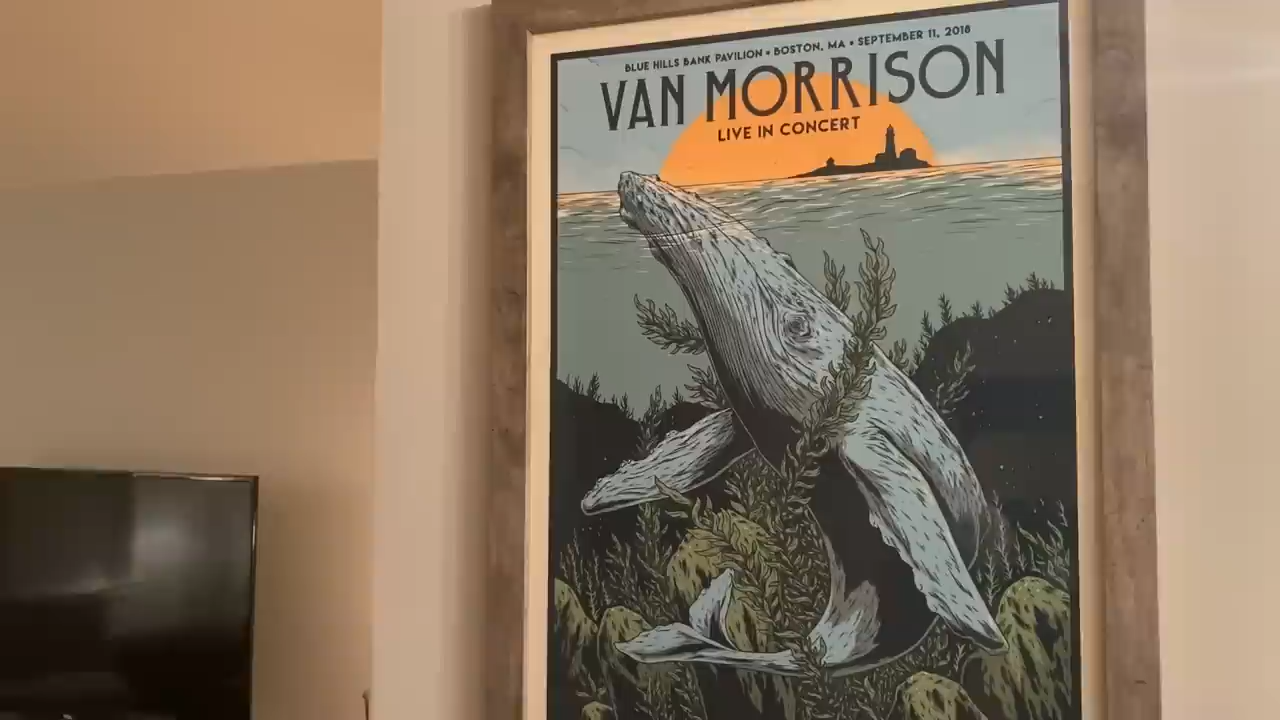 BLUE HILLS BANK PAVILION • BOSTON, MA • SEPTEMBER 11, 2018
VAN MORRISON
LIVE IN CONCERT